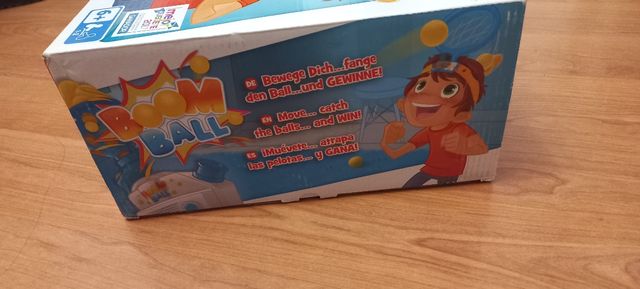 6+
BOOM
BALL
DE Bewege Dich...fange
den Ball...und GEWINNE!
EN Move... catch
the balls... and WIN!
ES ¡Muévete... atrapa
las pelotas... y GANA!